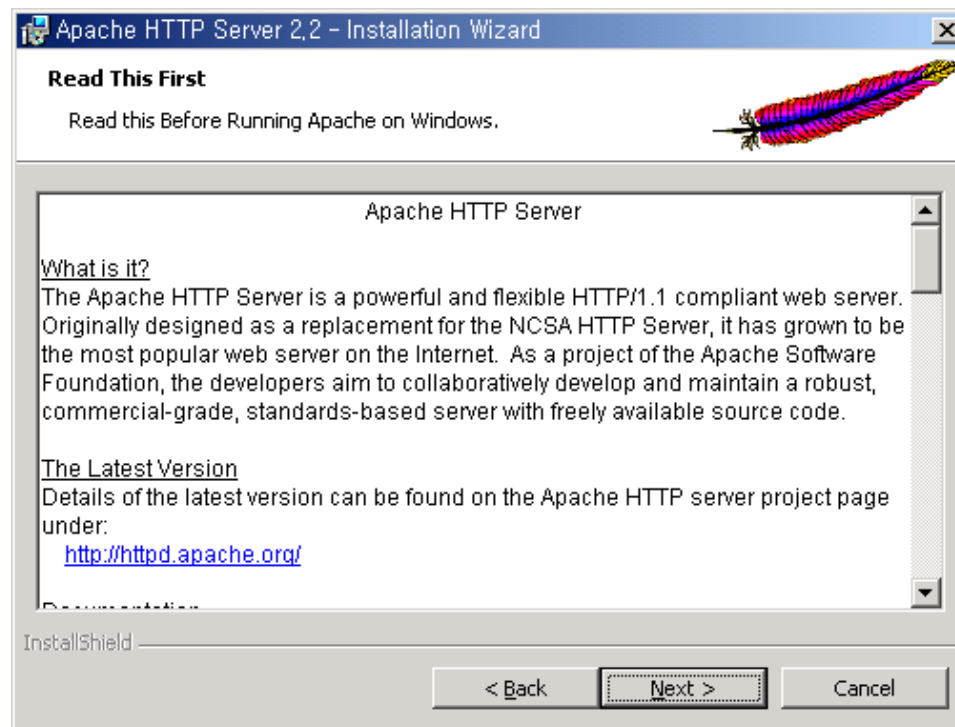 Apache HTTP Server 2,2 - Installation Wizard
Read This First
Read this Before Running Apache on Windows.
Apache HTTP Server
What is it?
The Apache HTTP Server is a powerful and flexible HTTP/1.1 compliant web server.
Originally designed as a replacement for the NCSA HTTP Server, it has grown to be
the most popular web server on the Internet.  As a project of the Apache Software
Foundation, the developers aim to collaboratively develop and maintain a robust,
commercial-grade, standards-based server with freely available source code.
The Latest Version
Details of the latest version can be found on the Apache HTTP server project page
under:
http://httpd.apache.org/
Documentation
InstallShield
< Back
Next >
Cancel